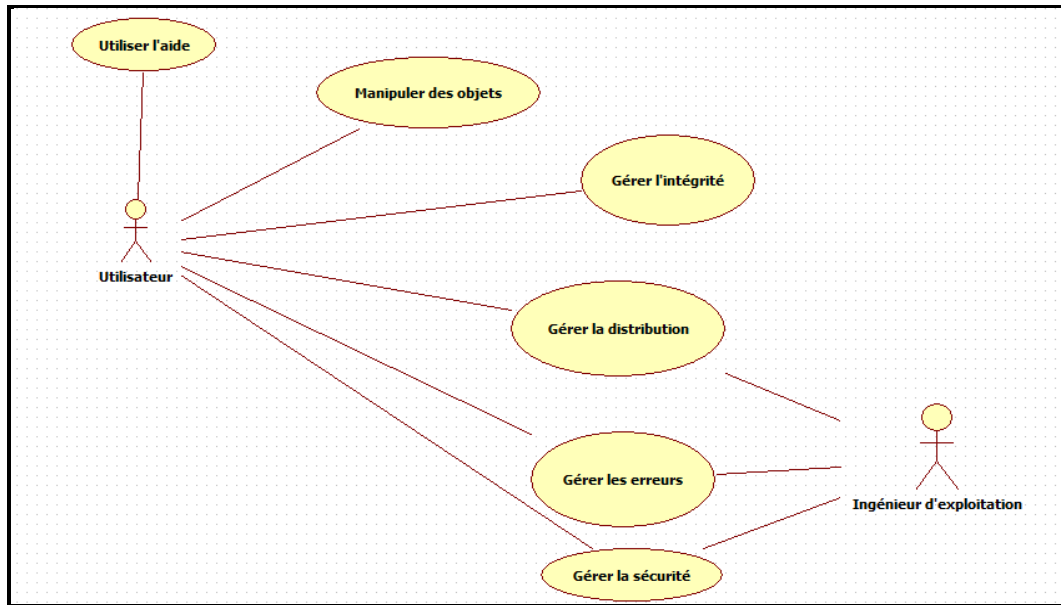 Utiliser l'aide
Manipuler des objets
Gérer l'intégrité
Utilisateur
Gérer la distribution
Gérer les erreurs
Ingénieur d'exploitation
Gérer la sécurité